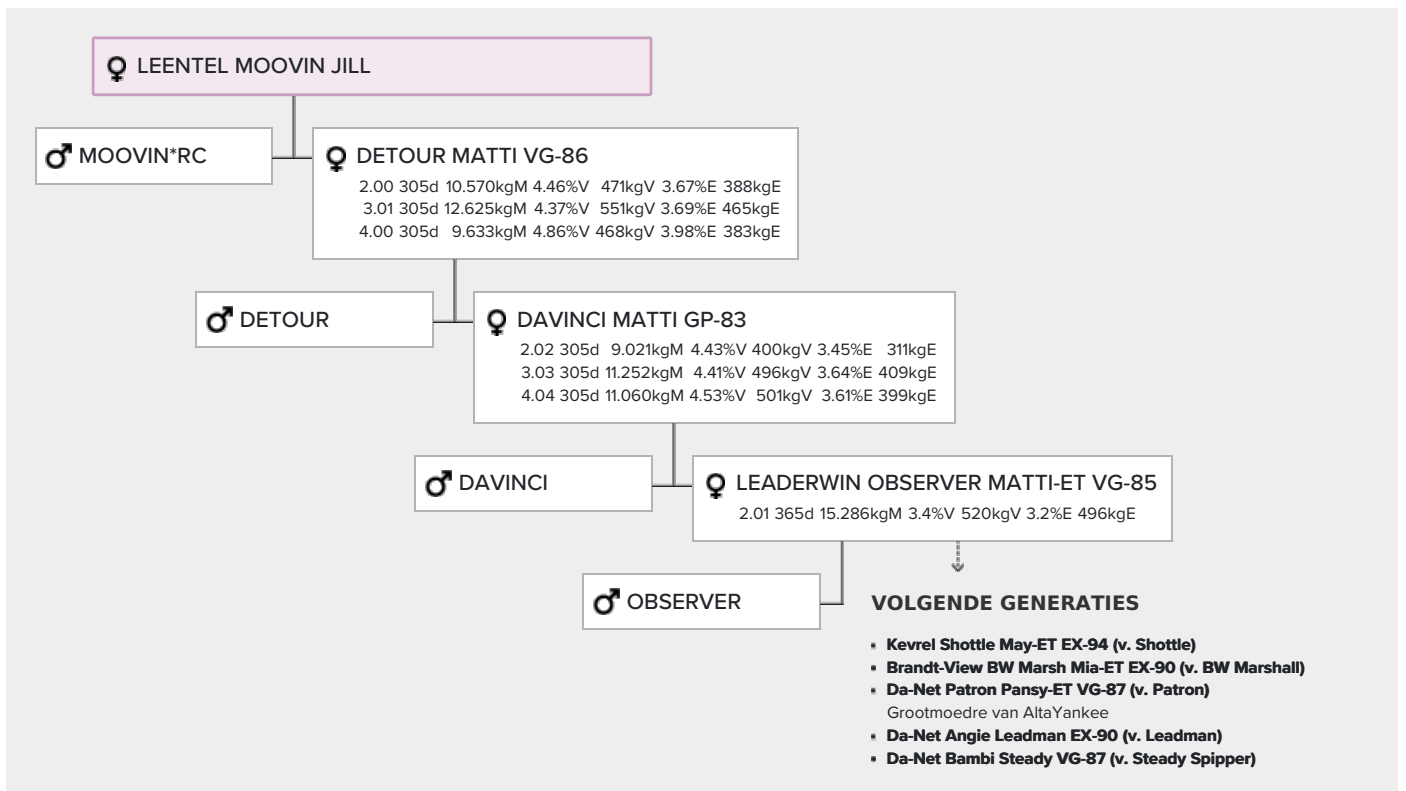 LEENTEL MOOVIN JILL
MOOVIN*RC
DETOUR MATTI VG-86
2.00 305d 10.570kgM 4.46%V 471kgV 3.67%E 388kgE
3.01 305d 12.625kgM 4.37%V 551kgV 3.69%E 465kgE
4.00 305d 9.633kgM 4.86%V 468kgV 3.98%E 383kgE
DETOUR
DAVINCI MATTI GP-83
2.02 305d 9.021kgM 4.43%V 400kgV 3.45%E 311kgE
3.03 305d 11.252kgM 4.41%V 496kgV 3.64%E 409kgE
4.04 305d 11.060kgM 4.53%V 501kgV 3.61%E 399kgE
DAVINCI
LEADERWIN OBSERVER MATTI-ET VG-85
2.01 365d 15.286kgM 3.4%V 520kgV 3.2%E 496kgE
OBSERVER
VOLGENDE GENERATIES
Kevrel Shottle May-ET EX-94 (v. Shottle)
Brandt-View BW Marsh Mia-ET EX-90 (v. BW Marshall)
Da-Net Patron Pansy-ET VG-87 (v. Patron)
Grootmoedre van AltaYankee
Da-Net Angie Leadman EX-90 (v. Leadman)
Da-Net Bambi Steady VG-87 (v. Steady Spipper)